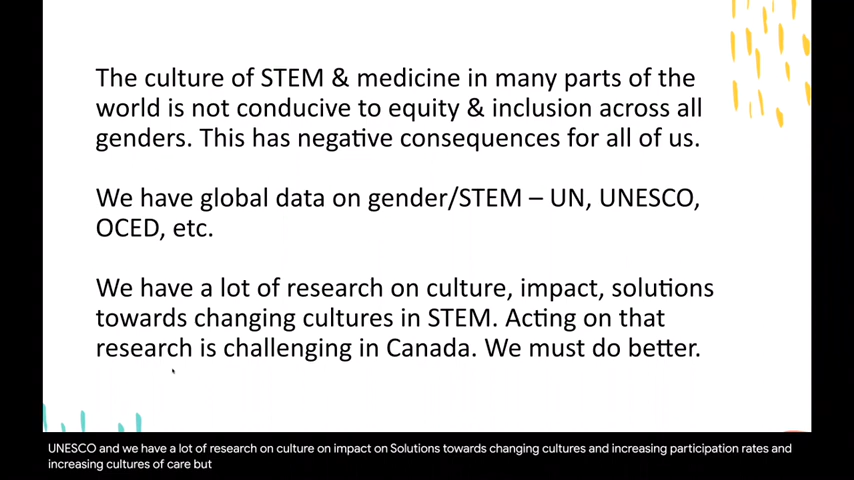 The culture of STEM & medicine in many parts of the
world is not conducive to equity & inclusion across all
genders. This has negative consequences for all of us.
We have global data on gender/STEM – UN, UNESCO,
OCED, etc.
We have a lot of research on culture, impact, solutions
towards changing cultures in STEM. Acting on that
research is challenging in Canada. We must do better.
UNESCO and we have a lot of research on culture on impact on Solutions towards changing cultures and increasing participation rates and
increasing cultures of care but